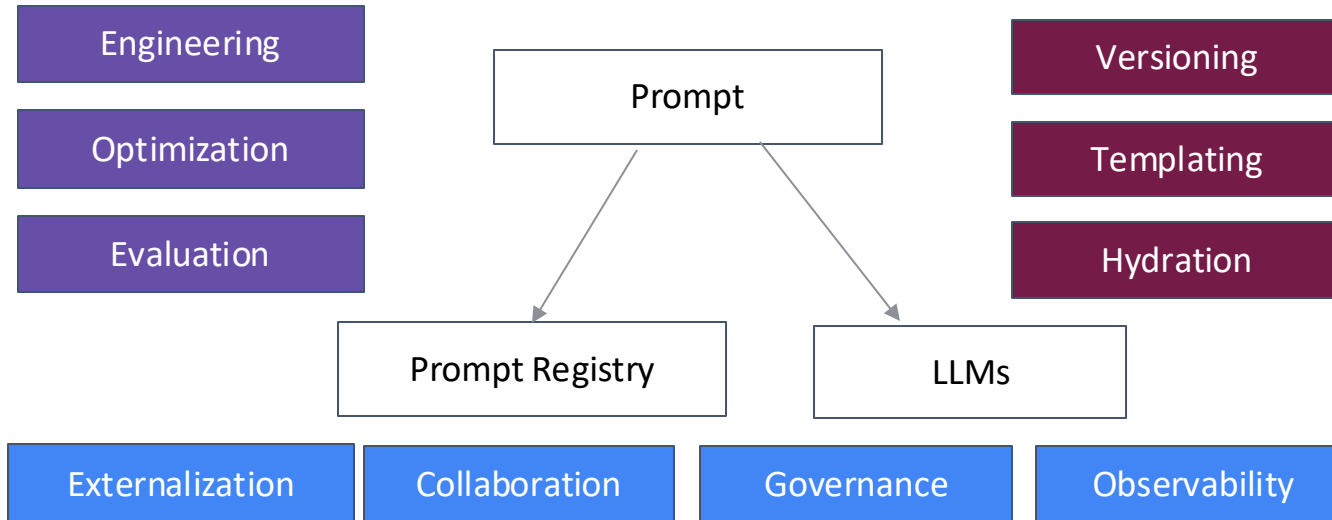 Engineering
Optimization
Evaluation
Prompt
Versioning
Templating
Hydration
Prompt Registry
LLMs
Externalization
Collaboration
Governance
Observability